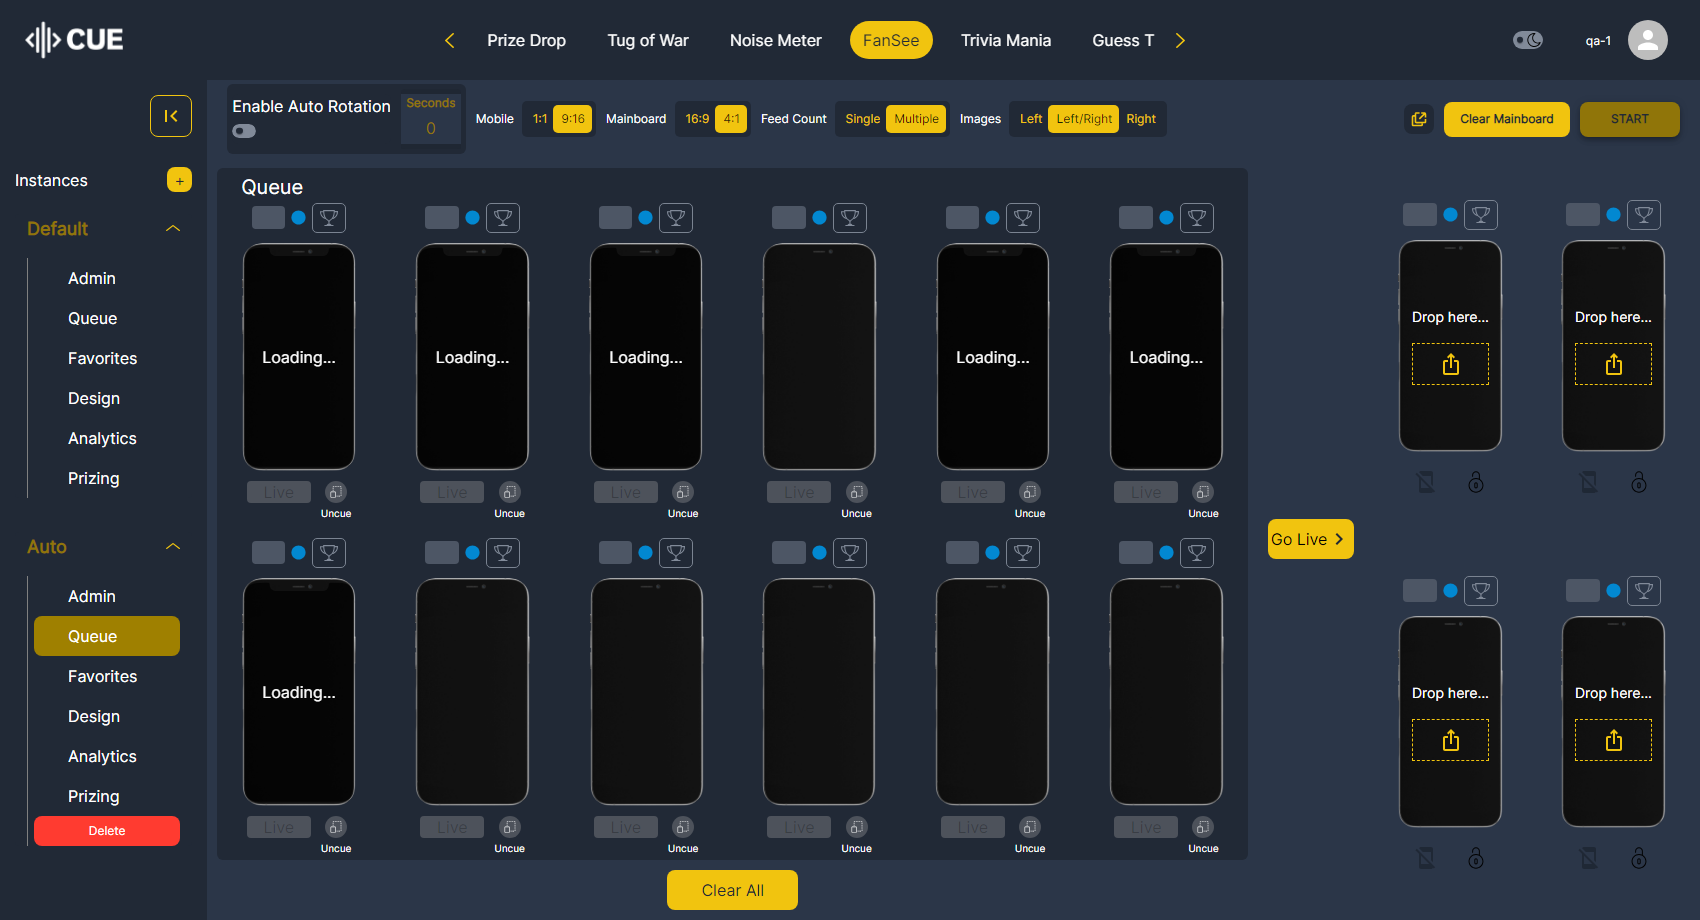 CUE
Prize Drop
Tug of War
Noise Meter
FanSee
Trivia Mania
Guess T
qa-1
Enable Auto Rotation
Seconds
0
Mobile
1:1
9:16
Mainboard
16:9
4:1
Feed Count
Single
Multiple
Images
Left
Left/Right
Right
Clear Mainboard
START
Instances
+
Default
Admin
Queue
Favorites
Design
Analytics
Prizing
Auto
Admin
Queue
Favorites
Design
Analytics
Prizing
Delete
Queue
Loading...
Loading...
Loading...
Loading...
Loading...
Live
Live
Live
Live
Live
Live
Uncue
Uncue
Uncue
Uncue
Uncue
Uncue
Loading...
Live
Live
Live
Live
Live
Live
Uncue
Uncue
Uncue
Uncue
Uncue
Uncue
Clear All
Go Live
Drop here...
Drop here...
Drop here...
Drop here...